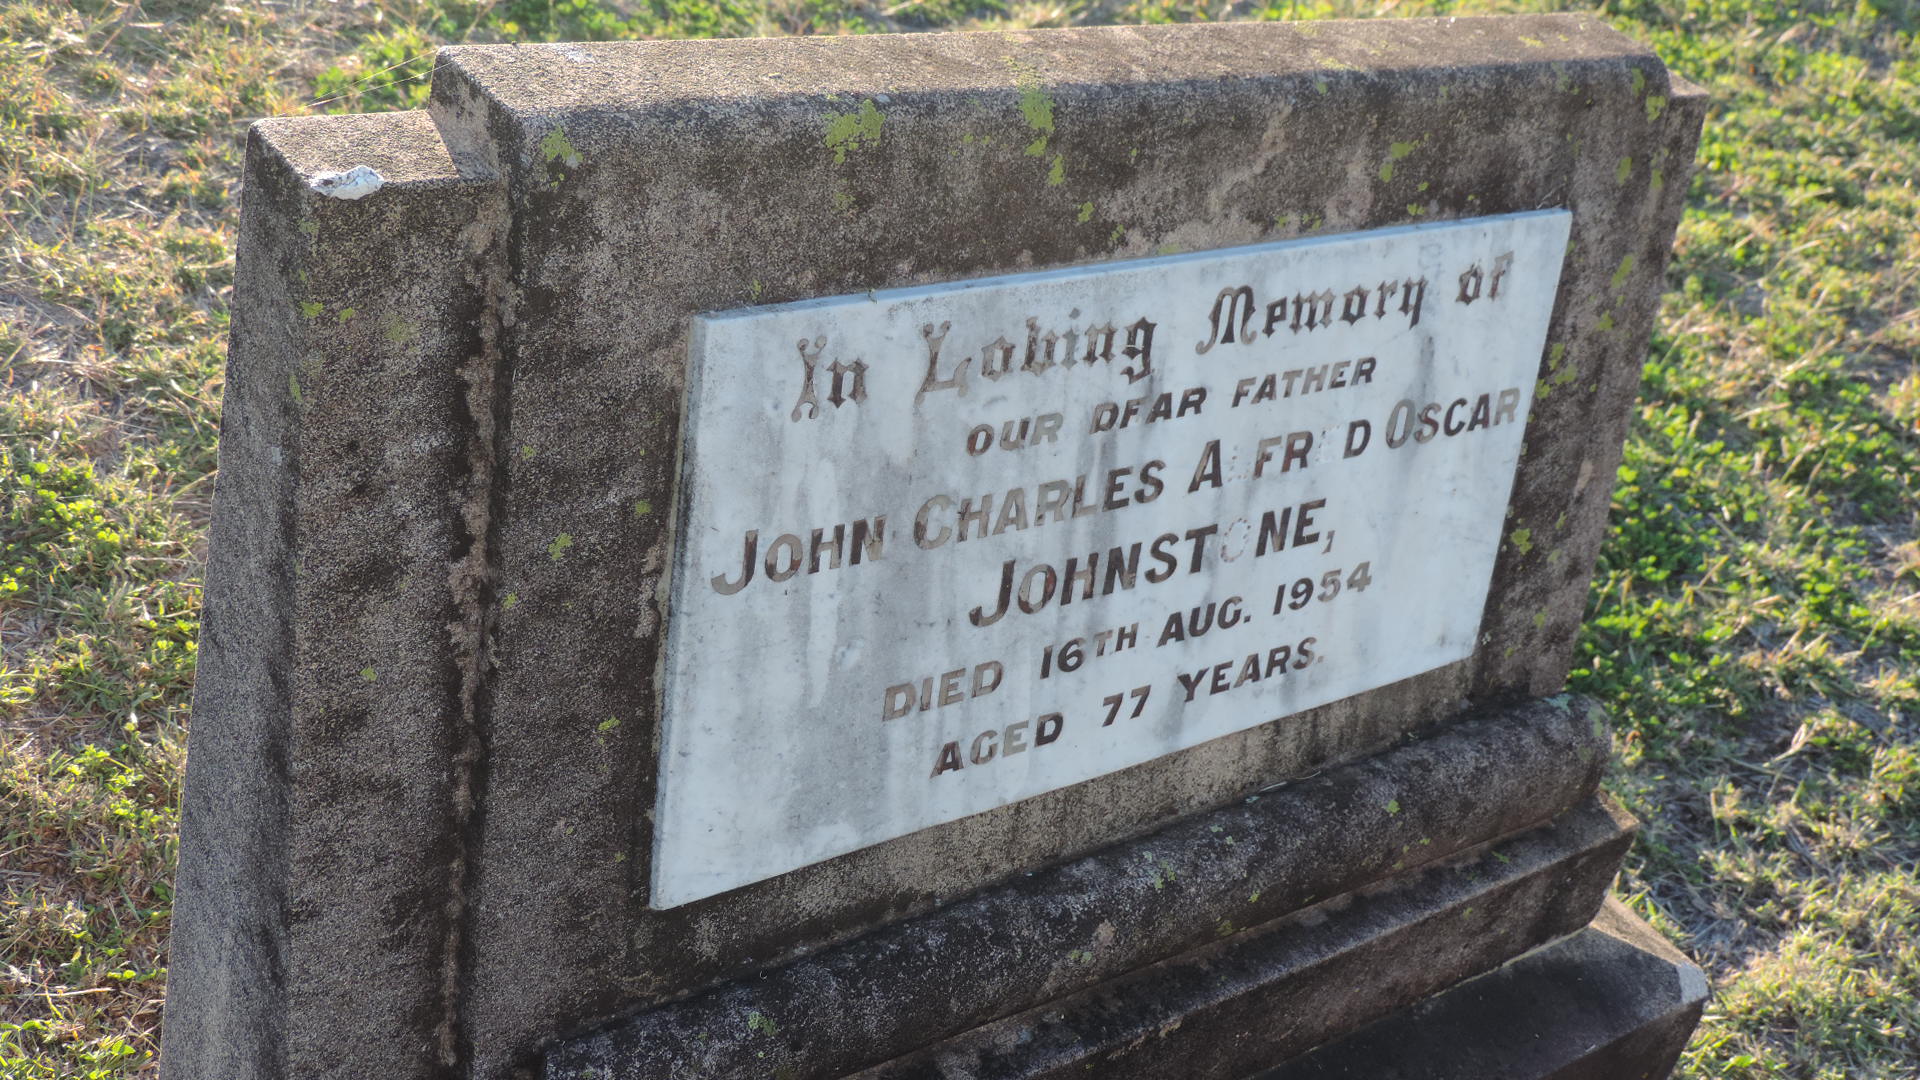 In Loving Memory of
OUR DEAR FATHER
JOHN CHARLES ALFRED OSCAR
JOHNSTONE,
DIED 16TH AUG. 1954
AGED 77 YEARS.